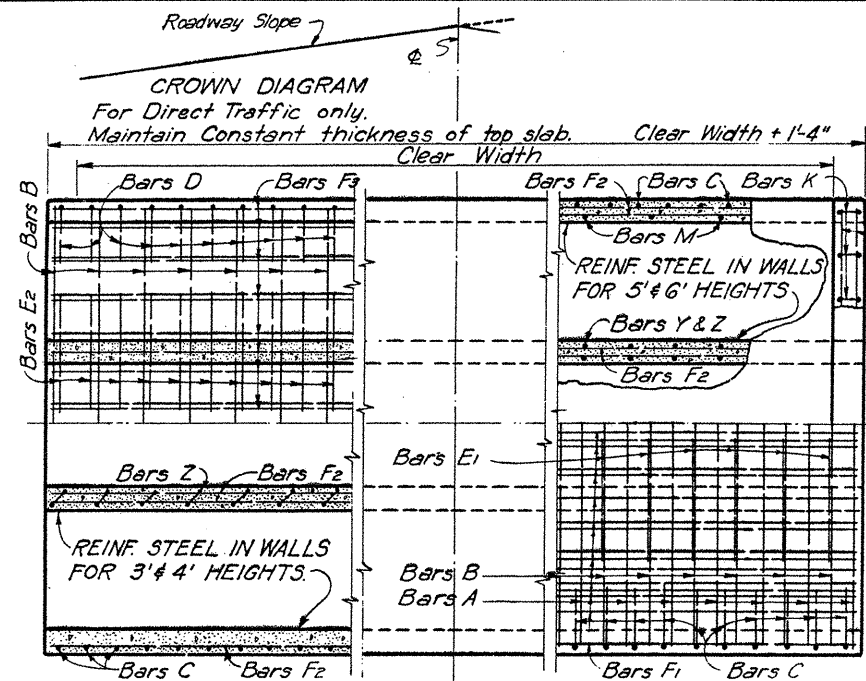 Roadway Slope
℄
CROWN DIAGRAM
For Direct Traffic only.
Maintain Constant thickness of top slab.
Clear Width + 1'-4"
Clear Width
Bars D
Bars F3
Bars F2
Bars C
Bars K
Bars B
Bars M
REINF. STEEL IN WALLS
FOR 5' & 6' HEIGHTS
Bars E2
Bars Y & Z
Bars F2
Bars E1
Bars Z
Bars F2
REINF. STEEL IN WALLS
FOR 3' & 4' HEIGHTS.
Bars B
Bars A
Bars C
Bars F2
Bars F1
Bars C